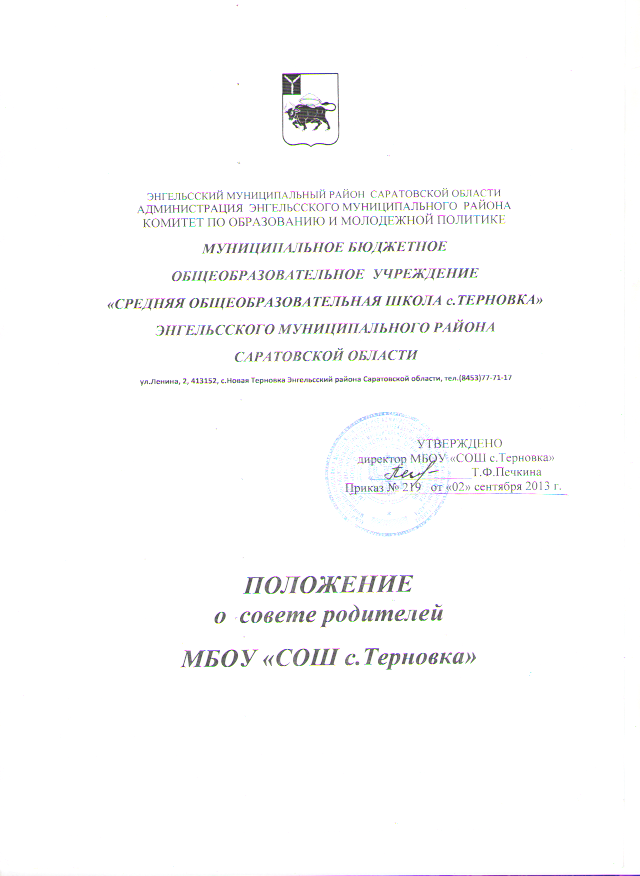 ЭНГЕЛЬССКИЙ МУНИЦИПАЛЬНЫЙ РАЙОН САРАТОВСКОЙ ОБЛАСТИ
АДМИНИСТРАЦИЯ ЭНГЕЛЬССКОГО МУНИЦИПАЛЬНОГО РАЙОНА
КОМИТЕТ ПО ОБРАЗОВАНИЮ И МОЛОДЕЖНОЙ ПОЛИТИКЕ
МУНИЦИПАЛЬНОЕ БЮДЖЕТНОЕ
ОБЩЕОБРАЗОВАТЕЛЬНОЕ УЧРЕЖДЕНИЕ
«СРЕДНЯЯ ОБЩЕОБРАЗОВАТЕЛЬНАЯ ШКОЛА с.ТЕРНОВКА»
ЭНГЕЛЬССКОГО МУНИЦИПАЛЬНОГО РАЙОНА
САРАТОВСКОЙ ОБЛАСТИ
ул.Ленина, 2, 413152, с.Новая Терновка Энгельсский района Саратовской области, тел.(8453)77-71-17
УТВЕРЖДЕНО
директор МБОУ «СОШ с.Терновка»
Г.Ф.Печкина
Приказ № 219 от «02» сентября 2013 г.
ПОЛОЖЕНИЕ
о совете родителей
МБОУ «СОШ с.Терновка»